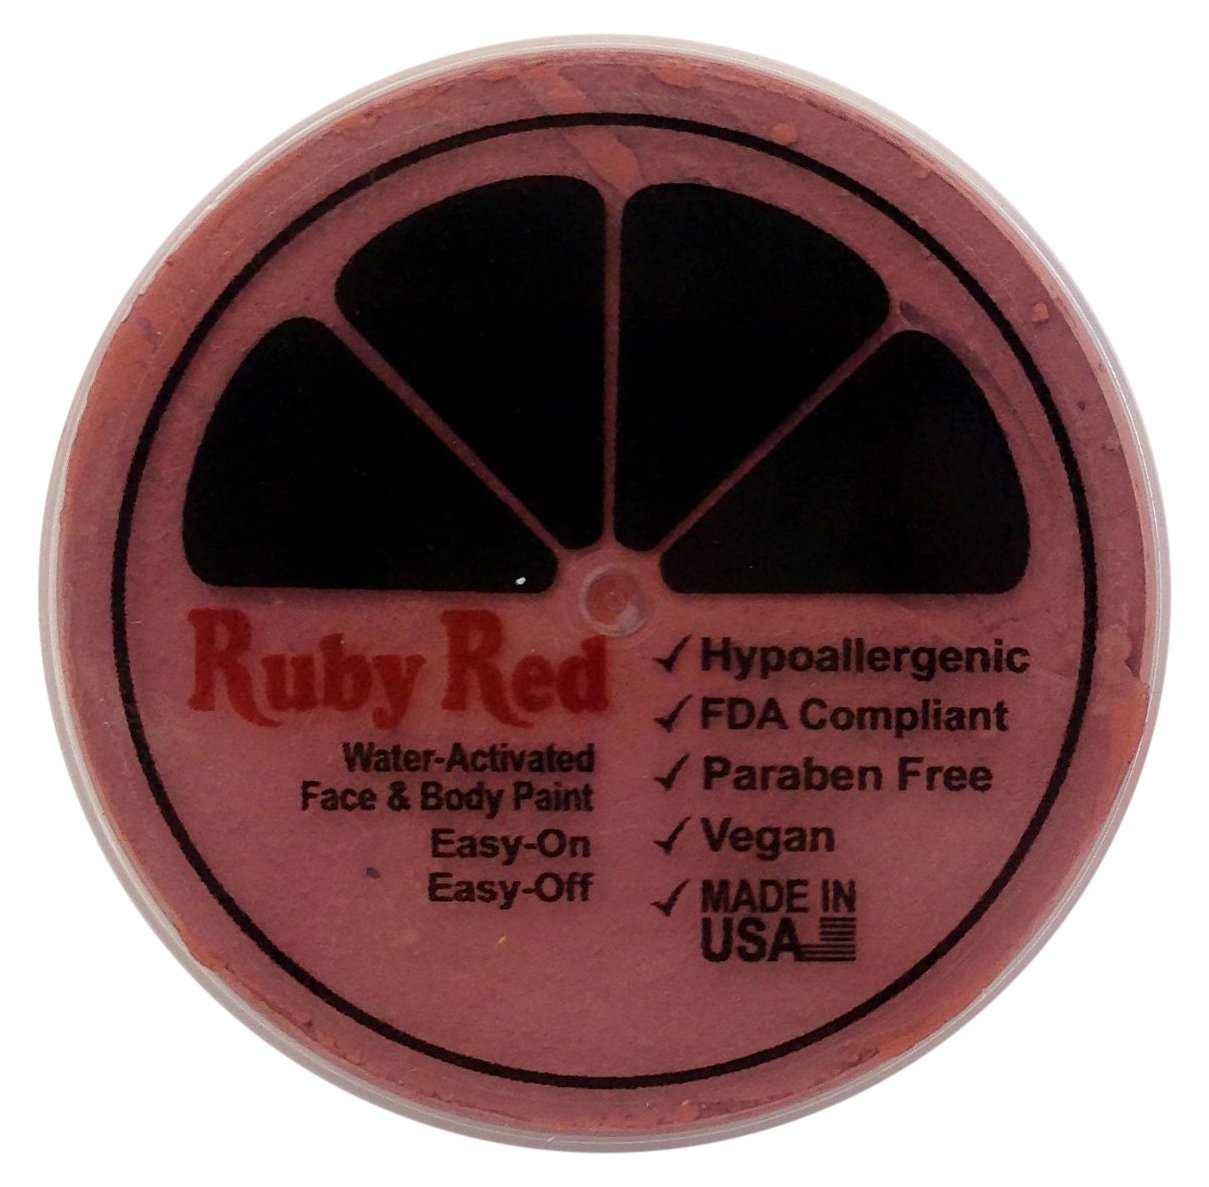 Ruby Red
Water-Activated
Face & Body Paint
Easy-On
Easy-Off
✓ Hypoallergenic
✓ FDA Compliant
✓ Paraben Free
✓ Vegan
✓ MADE IN
USA